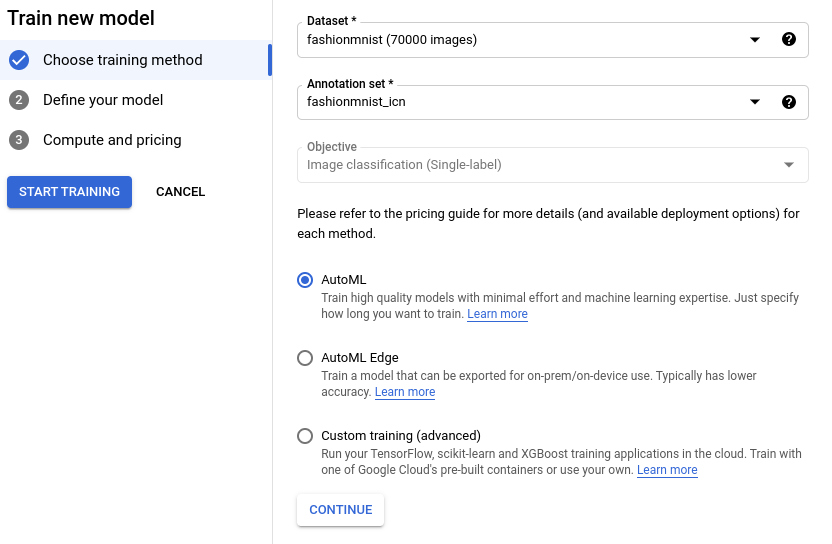 Train new model
Choose training method
2 Define your model
3 Compute and pricing
START TRAINING CANCEL
Dataset *
fashionmnist (70000 images)
?
Annotation set *
fashionmnist_icn
?
Objective
Image classification (Single-label)
Please refer to the pricing guide for more details (and available deployment options) for
each method.
AutoML
Train high quality models with minimal effort and machine learning expertise. Just specify
how long you want to train. Learn more
AutoML Edge
Train a model that can be exported for on-prem/on-device use. Typically has lower
accuracy. Learn more
Custom training (advanced)
Run your TensorFlow, scikit-learn and XGBoost training applications in the cloud. Train with
one of Google Cloud's pre-built containers or use your own. Learn more
CONTINUE